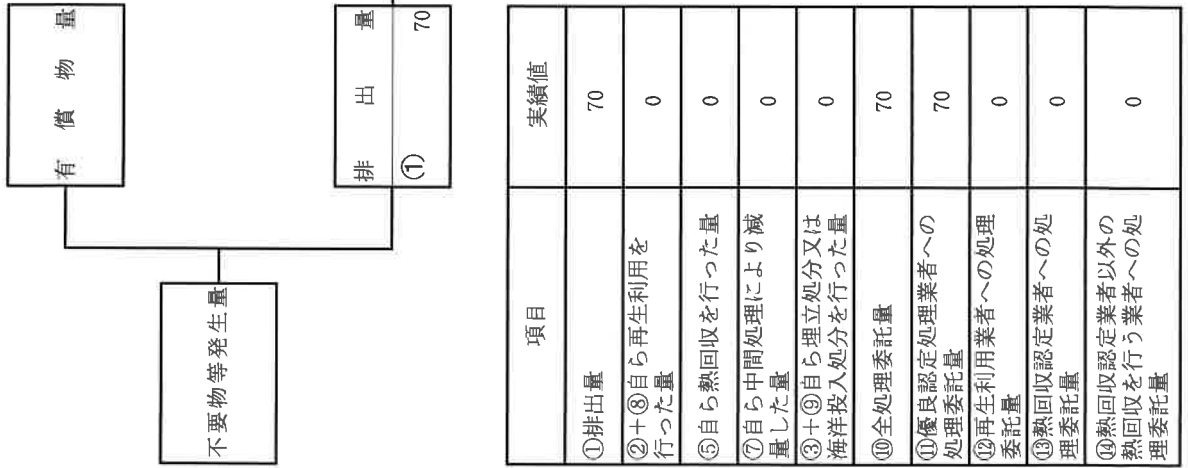 不要物等発生量
有償物量
排出量
① 70
項目 実績値
①排出量 70
②+⑧自ら再生利用を
行った量 0
⑤自ら熱回収を行った量 0
⑦自ら中間処理により減
量した量 0
③+⑨自ら埋立処分又は
海洋投入処分を行った量 0
⑩全処理委託量 70
⑪優良認定処理業者への
処理委託量 70
⑫再生利用業者への処理
委託量 0
⑬熱回収認定業者への処
理委託量 0
⑭熱回収認定業者以外の
熱回収を行う業者への処
理委託量 0